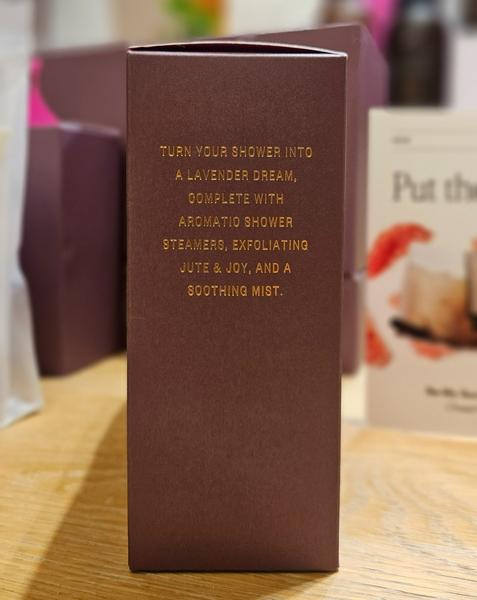 TURN YOUR SHOWER INTO
A LAVENDER DREAM,
COMPLETE WITH
AROMATIC SHOWER
STEAMERS, EXFOLIATING
JUTE & JOY, AND A
SOOTHING MIST.
Put the